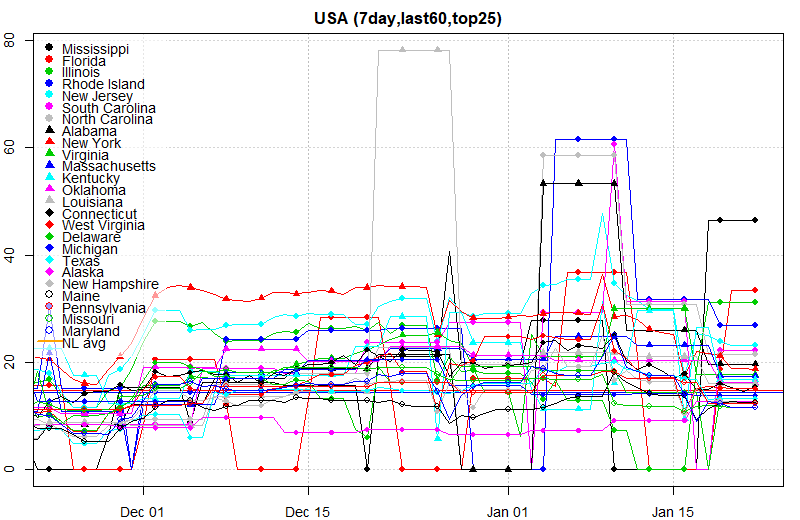 USA (7day,last60,top25)
80
60
40
20
0
Mississippi
Florida
Illinois
Rhode Island
New Jersey
South Carolina
North Carolina
Alabama
New York
Virginia
Massachusetts
Kentucky
Oklahoma
Louisiana
Connecticut
West Virginia
Delaware
Michigan
Texas
Alaska
New Hampshire
Maine
Pennsylvania
Missouri
Maryland
NL avg
Dec 01
Dec 15
Jan 01
Jan 15